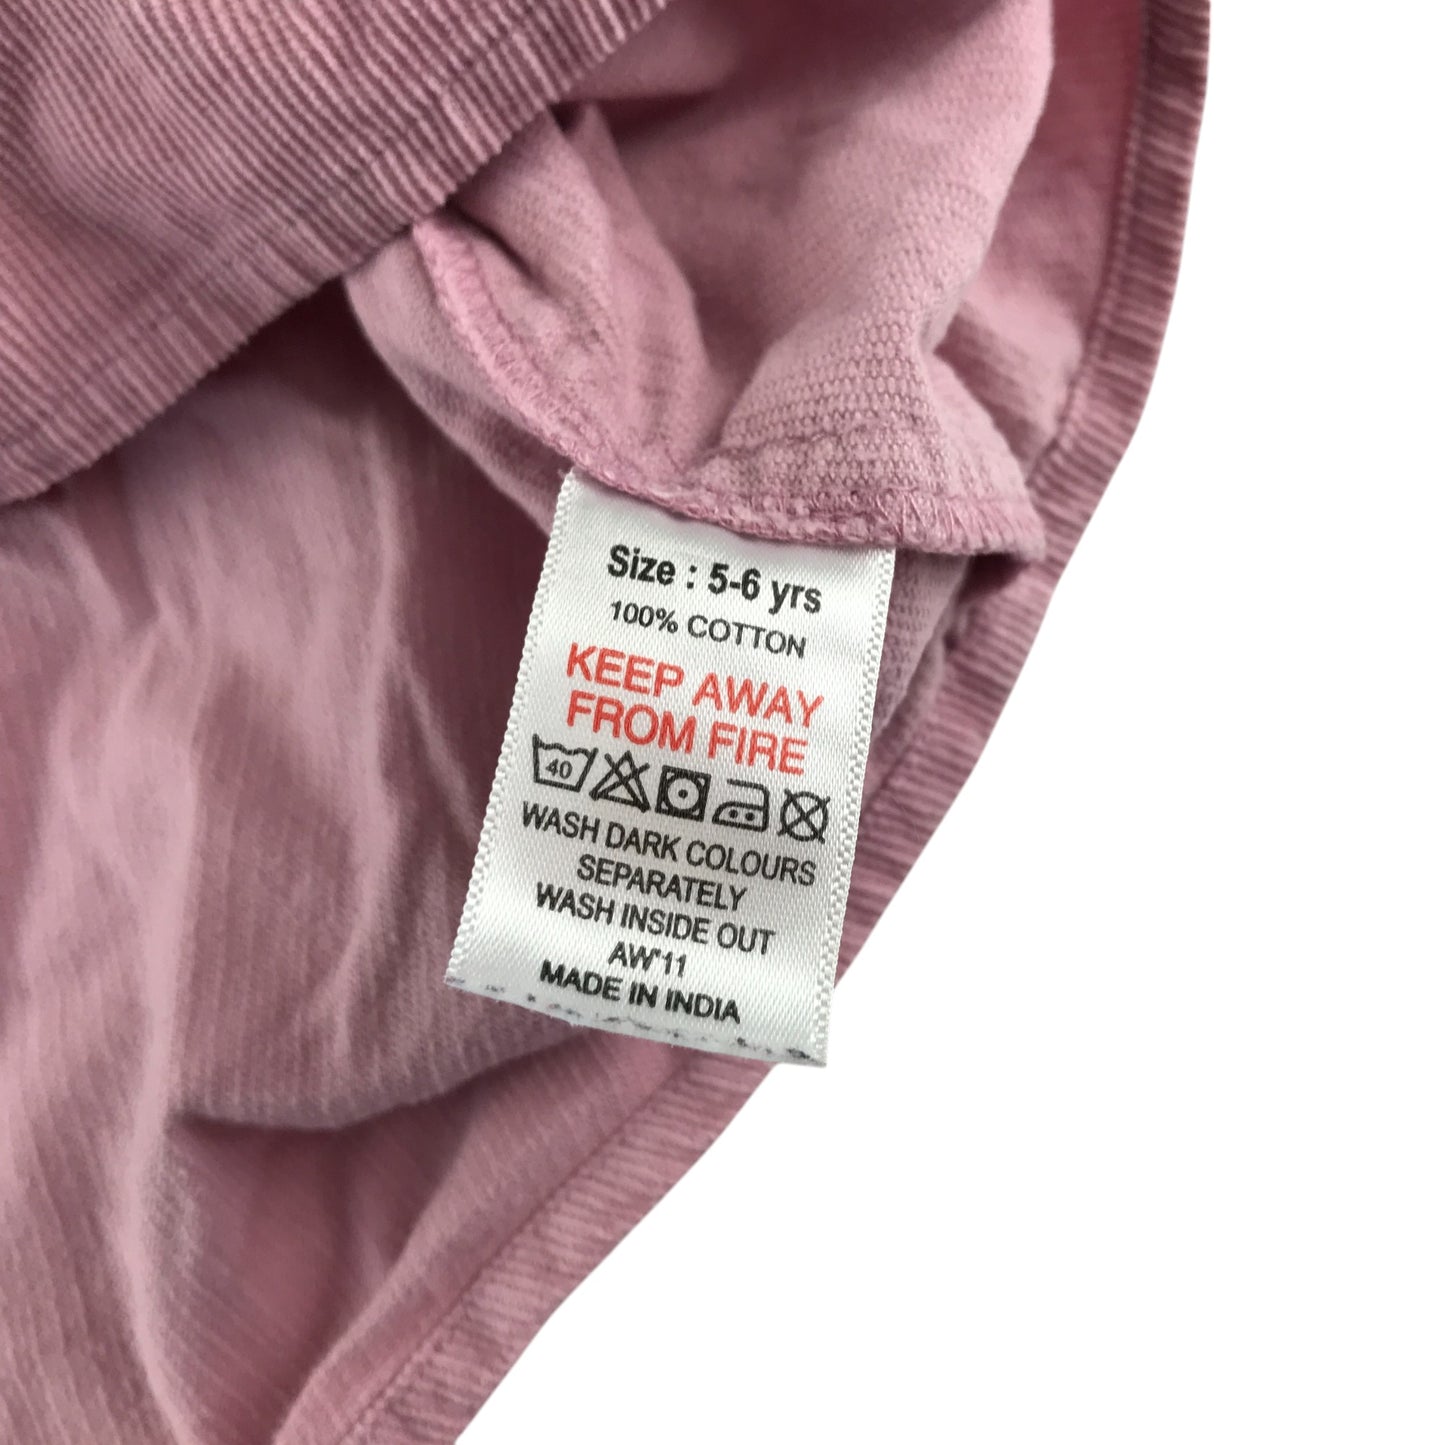 Size : 5-6 yrs
100% COTTON
KEEP AWAY
FROM FIRE
40
WASH DARK COLOURS
SEPARATELY
WASH INSIDE OUT
AW'11
MADE IN INDIA